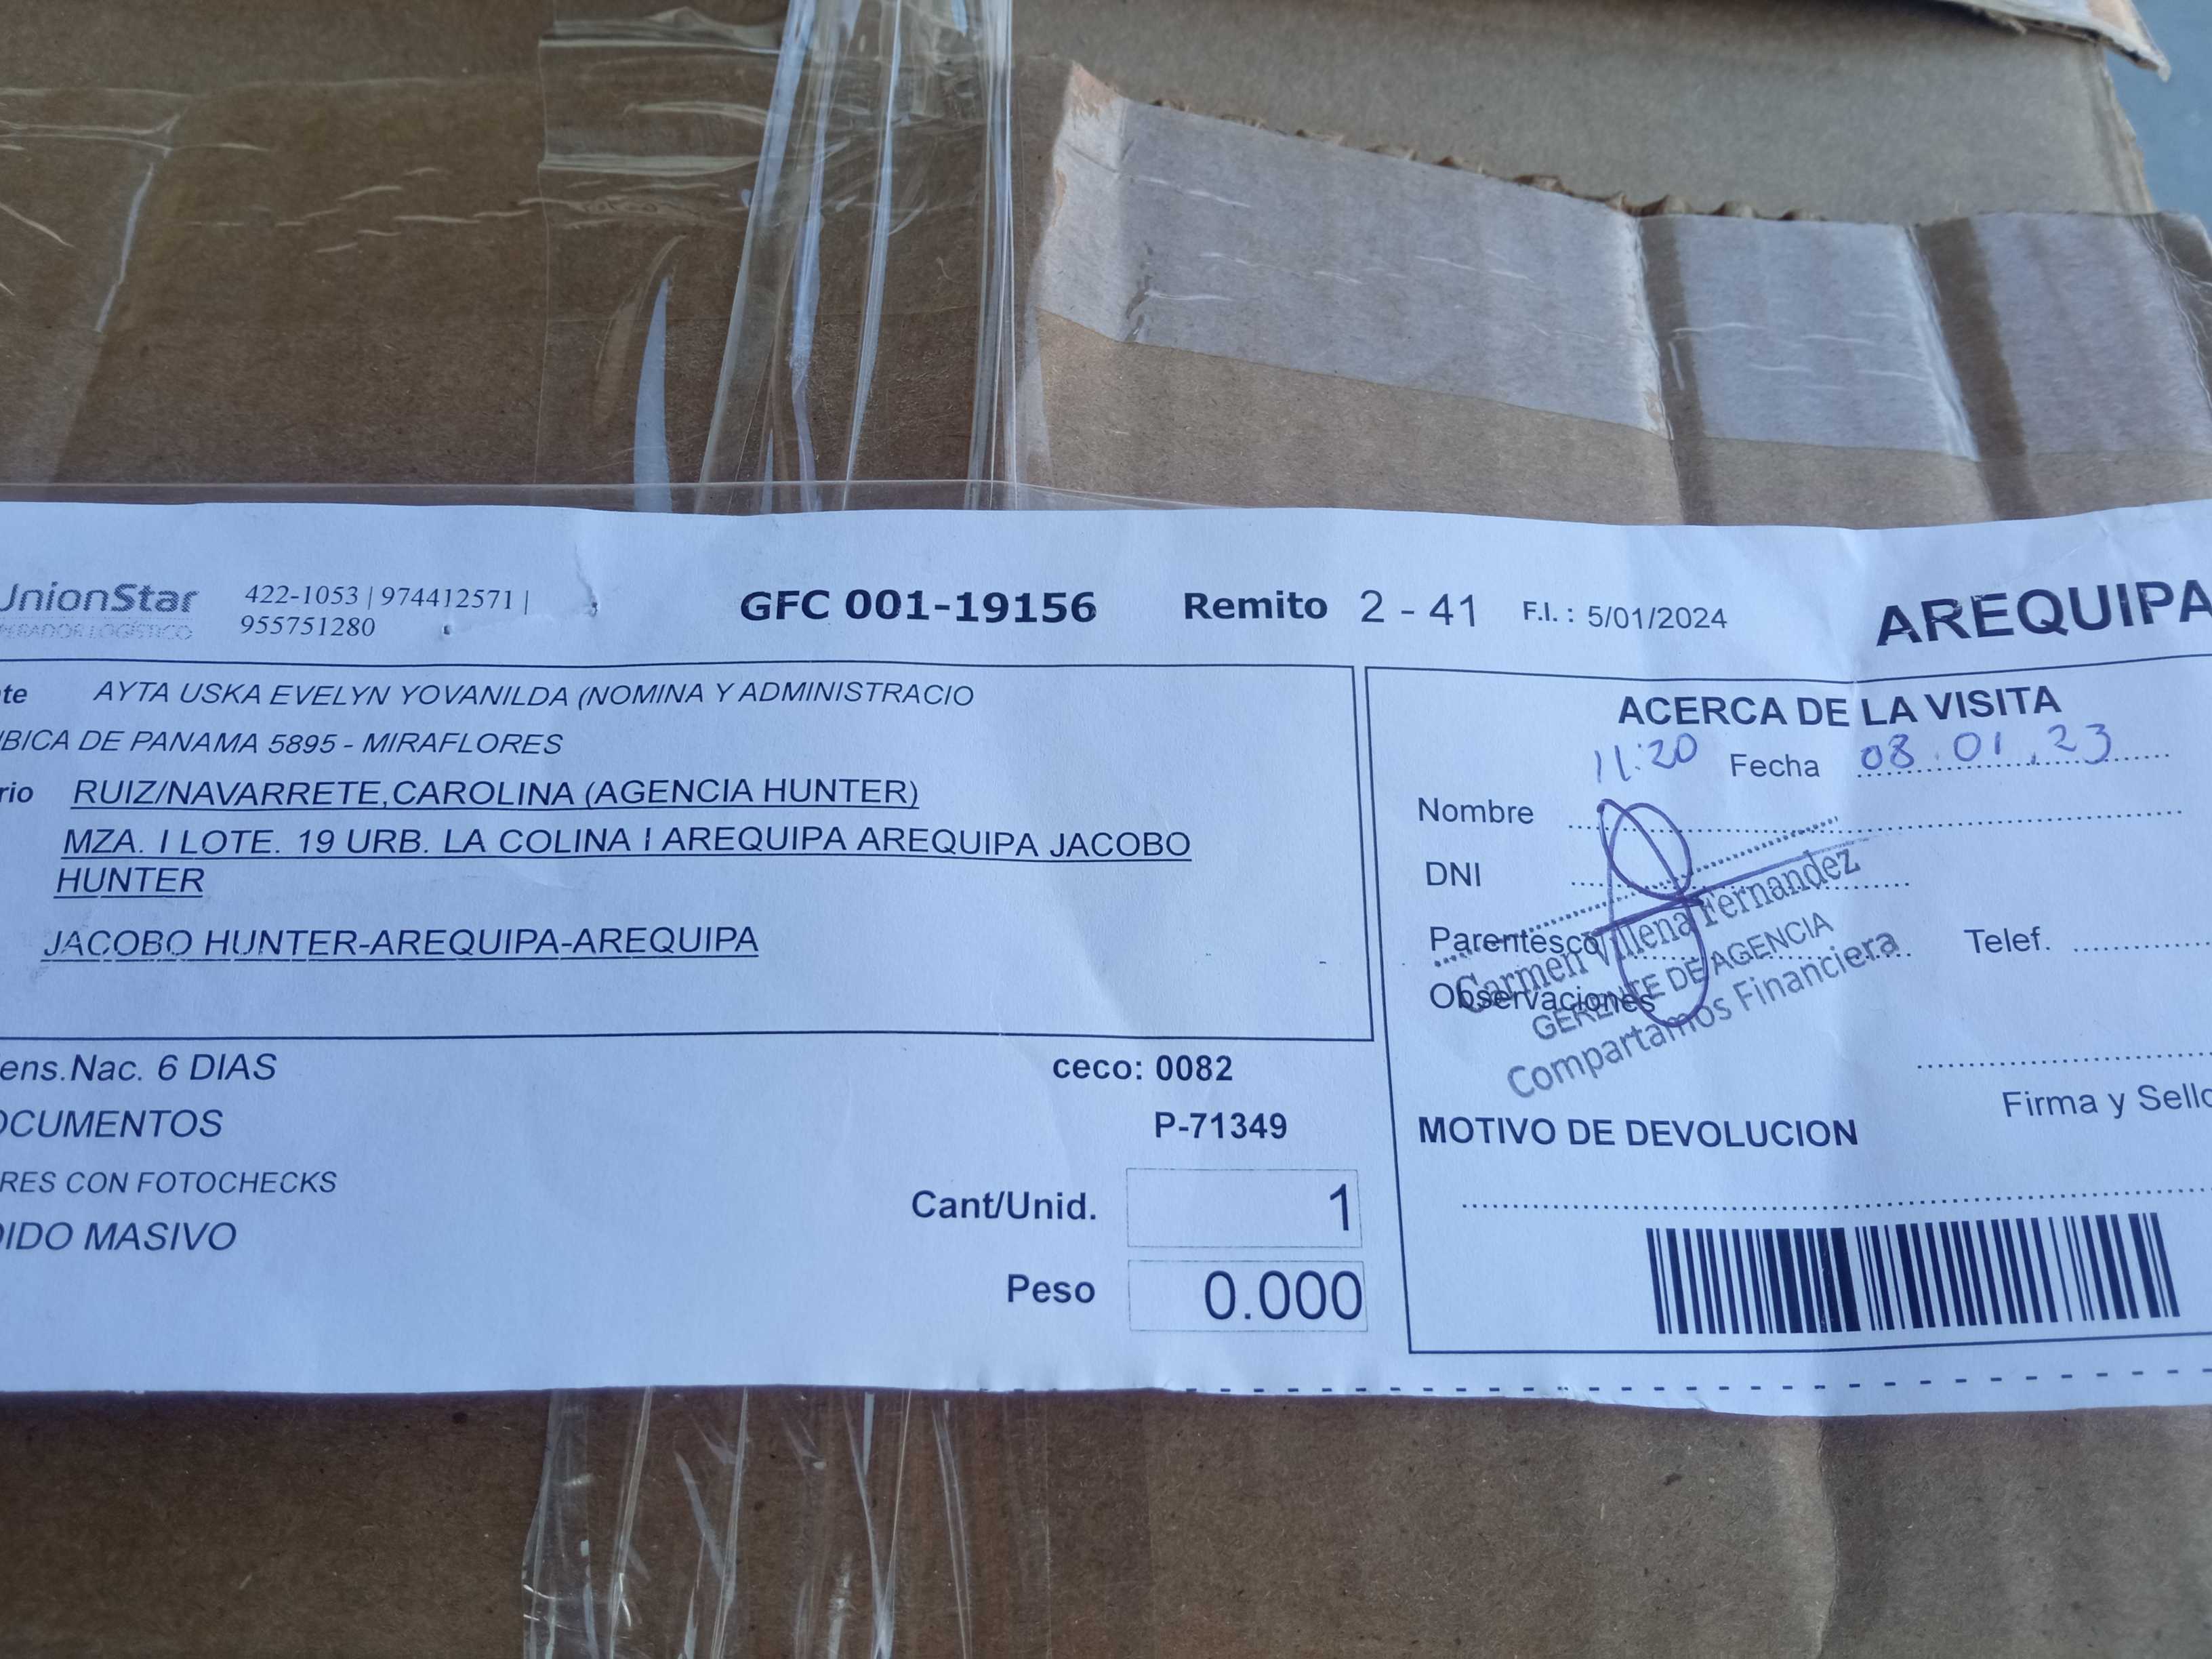 UnionStar
PERADOR LOGÍSTICO
422-1053 | 974412571 |
955751280
GFC 001-19156 Remito 2 - 41 F.I. : 5/01/2024
AREQUIPA
te AYTA USKA EVELYN YOVANILDA (NOMINA Y ADMINISTRACIO
BICA DE PANAMA 5895 - MIRAFLORES
rio RUIZ/NAVARRETE,CAROLINA (AGENCIA HUNTER)
MZA. I LOTE. 19 URB. LA COLINA I AREQUIPA AREQUIPA JACOBO
HUNTER
JACOBO HUNTER-AREQUIPA-AREQUIPA
ens.Nac. 6 DIAS
ceco: 0082
OCUMENTOS
P-71349
RES CON FOTOCHECKS
DIDO MASIVO
Cant/Unid. 1
Peso 0.000
ACERCA DE LA VISITA
11:20 Fecha 08.01.23
Nombre
DNI
Parentesco
Telef.
Observaciones
Carmen Villena Fernandez
GERENTE DE AGENCIA
Compartamos Financiera
Firma y Sello
MOTIVO DE DEVOLUCION